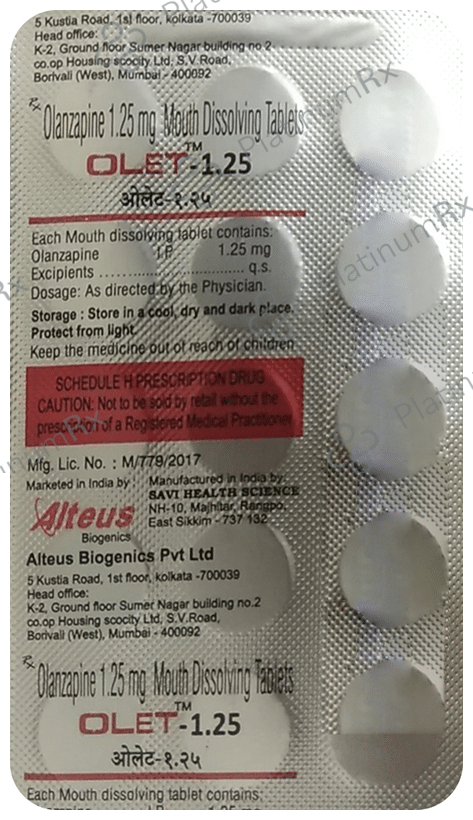 5 Kustia Road, 1st floor, kolkata -700039
Head office:
K-2, Ground floor Sumer Nagar building no.2
co.op Housing scocity Ltd, S.V.Road,
Borivali (West), Mumbai - 400092
Rx Olanzapine 1.25 mg Mouth Dissolving Tablets
OLET™-1.25
ओलेट-१.२५
Each Mouth dissolving tablet contains:
Olanzapine I.P. 1.25 mg
Excipients ................................ q.s.
Dosage: As directed by the Physician.
Storage : Store in a cool, dry and dark place.
Protect from light.
Keep the medicine out of reach of children
SCHEDULE H PRESCRIPTION DRUG
CAUTION: Not to be sold by retail without the
prescription of a Registered Medical Practitioner
Mfg. Lic. No. : M/779/2017
Marketed in India by
Alteus
Biogenics
Manufactured in India by:
SAVI HEALTH SCIENCE
NH-10, Majhitar, Rangpo,
East Sikkim - 737 132
Alteus Biogenics Pvt Ltd
5 Kustia Road, 1st floor, kolkata -700039
Head office:
K-2, Ground floor Sumer Nagar building no.2
co.op Housing scocity Ltd, S.V.Road,
Borivali (West), Mumbai - 400092
Rx Olanzapine 1.25 mg Mouth Dissolving Tablets
OLET™-1.25
ओलेट-१.२५
Each Mouth dissolving tablet contains:
PlatinumRx
PlatinumRx
PlatinumRx